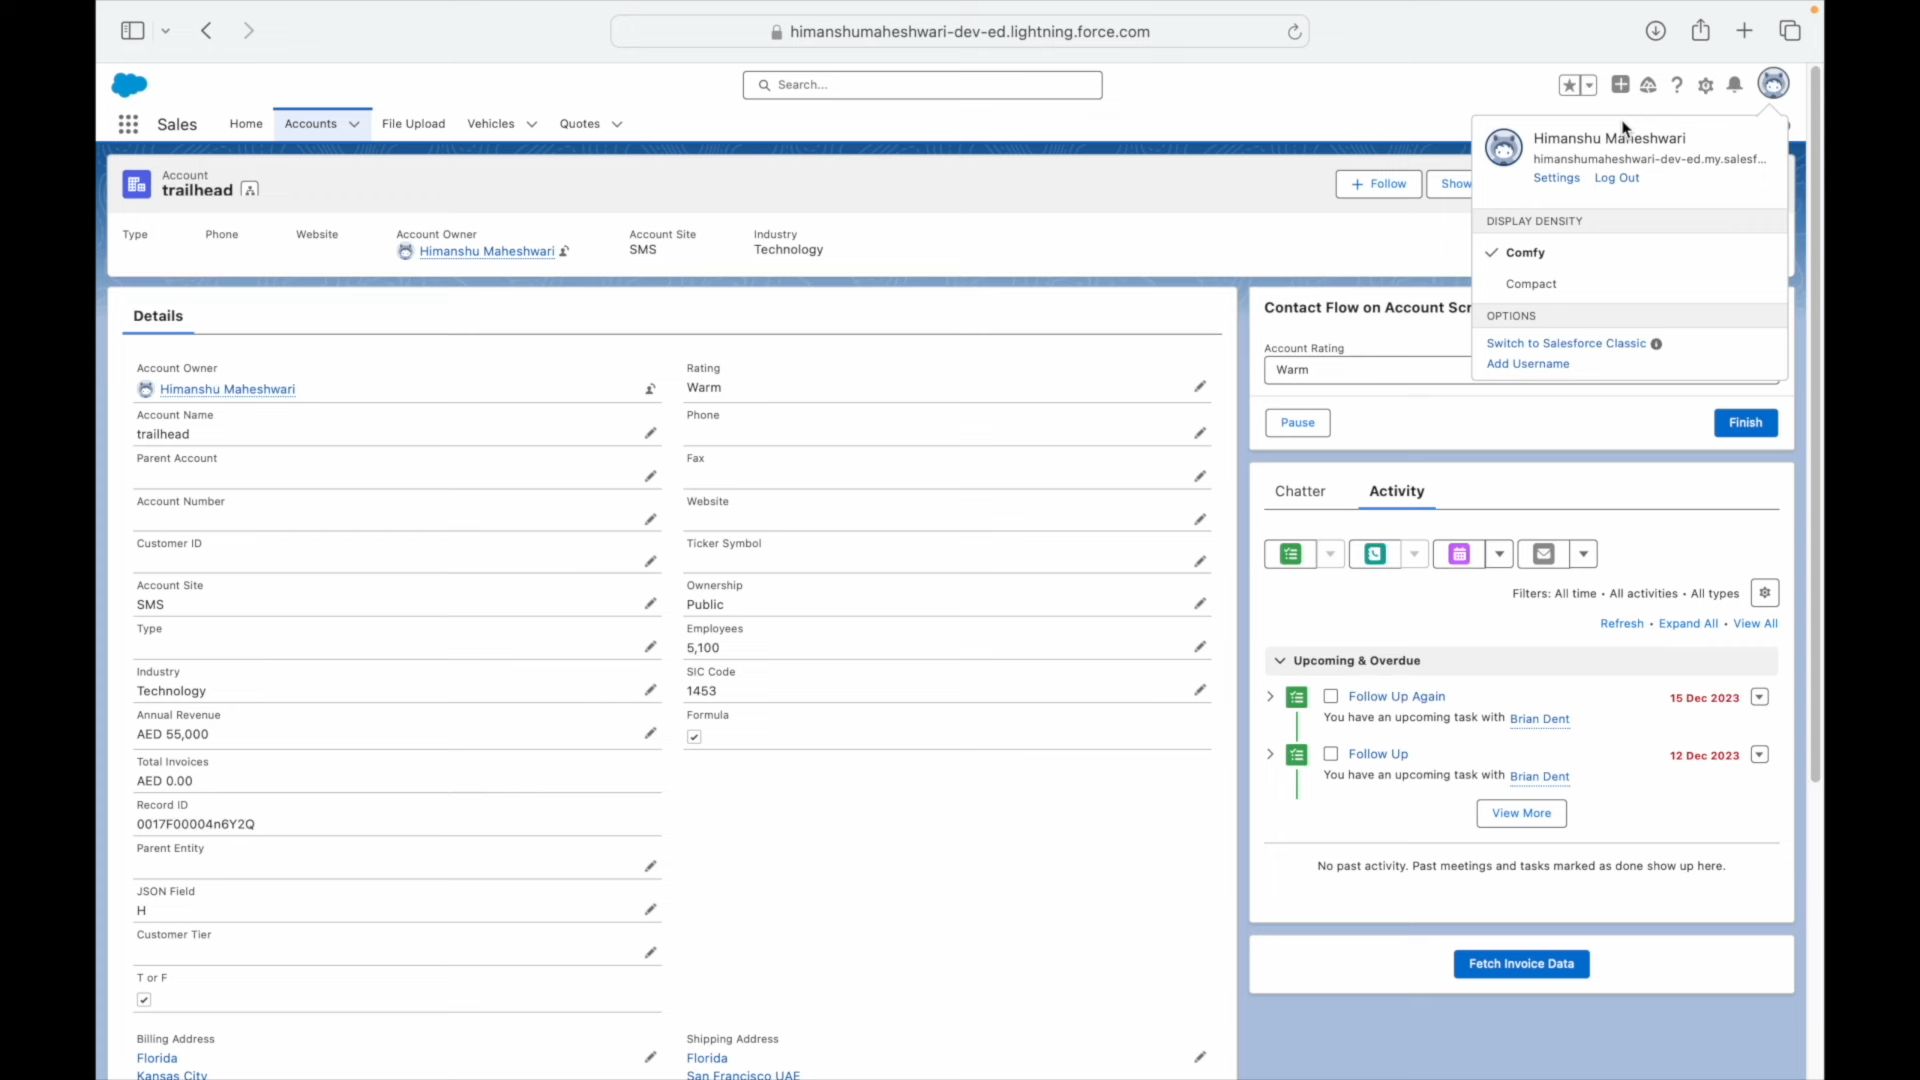 himanshumaheshwari-dev-ed.lightning.force.com
Search...
Sales
Home
Accounts
File Upload
Vehicles
Quotes
Himanshu Maheshwari
himanshumaheshwari-dev-ed.my.salesf...
Settings
Log Out
DISPLAY DENSITY
Comfy
Compact
OPTIONS
Switch to Salesforce Classic
Add Username
Account
trailhead
Follow
Show
Type
Phone
Website
Account Owner
Himanshu Maheshwari
Account Site
SMS
Industry
Technology
Details
Account Owner
Himanshu Maheshwari
Account Name
trailhead
Parent Account
Account Number
Customer ID
Account Site
SMS
Type
Industry
Technology
Annual Revenue
AED 55,000
Total Invoices
AED 0.00
Record ID
0017F00004n6Y2Q
Parent Entity
JSON Field
H
Customer Tier
T or F
Billing Address
Florida
Kansas City
Rating
Warm
Phone
Fax
Website
Ticker Symbol
Ownership
Public
Employees
5,100
SIC Code
1453
Formula
Shipping Address
Florida
San Francisco UAE
Contact Flow on Account Scr
Account Rating
Warm
Pause
Finish
Chatter
Activity
Filters: All time • All activities • All types
Refresh • Expand All • View All
Upcoming & Overdue
Follow Up Again
15 Dec 2023
You have an upcoming task with Brian Dent
Follow Up
12 Dec 2023
You have an upcoming task with Brian Dent
View More
No past activity. Past meetings and tasks marked as done show up here.
Fetch Invoice Data